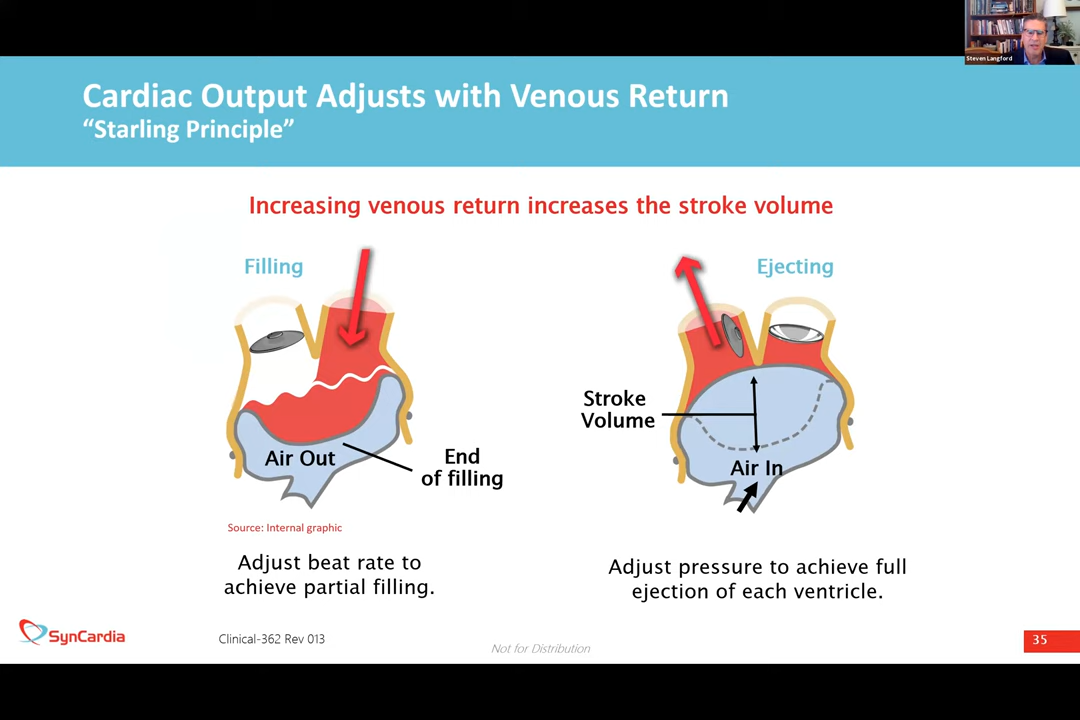 Steven Langford
Cardiac Output Adjusts with Venous Return
“Starling Principle”
Increasing venous return increases the stroke volume
Filling
Ejecting
Stroke
Volume
Air Out
End
of filling
Air In
Source: Internal graphic
Adjust beat rate to
achieve partial filling.
Adjust pressure to achieve full
ejection of each ventricle.
SynCardia
Clinical-362 Rev 013
Not for Distribution
35